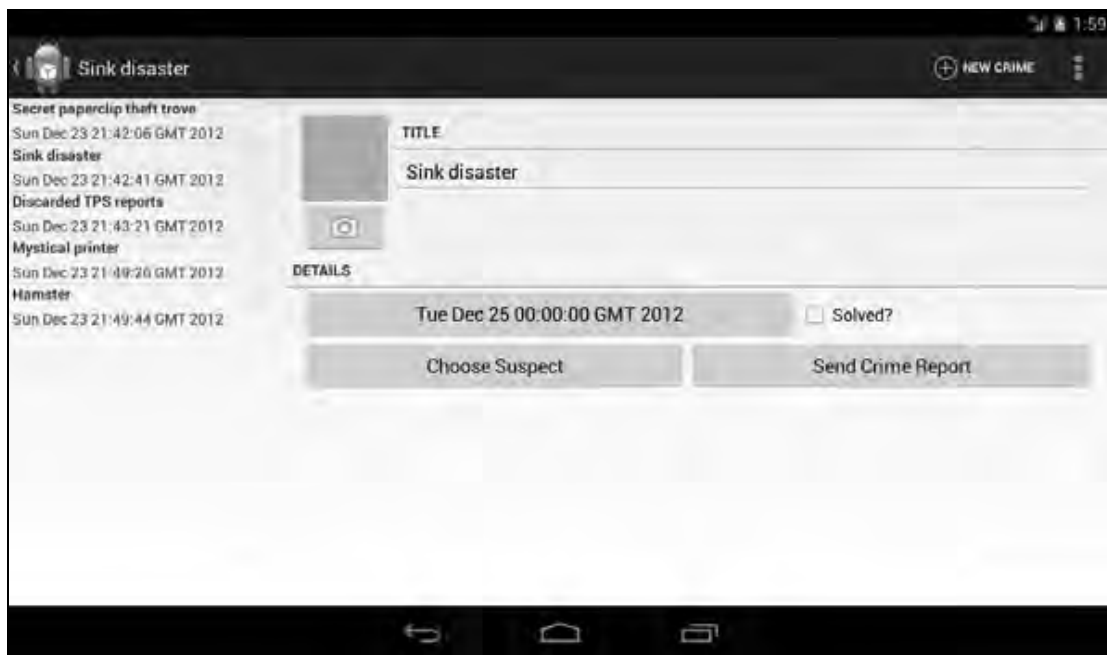 1:59
Sink disaster
NEW CRIME
Secret paperclip theft trove
Sun Dec 23 21:42:06 GMT 2012
Sink disaster
Sun Dec 23 21:42:41 GMT 2012
Discarded TPS reports
Sun Dec 23 21:43:21 GMT 2012
Mystical printer
Sun Dec 23 21:49:26 GMT 2012
Hamster
Sun Dec 23 21:49:44 GMT 2012
TITLE
Sink disaster
DETAILS
Tue Dec 25 00:00:00 GMT 2012
Solved?
Choose Suspect
Send Crime Report